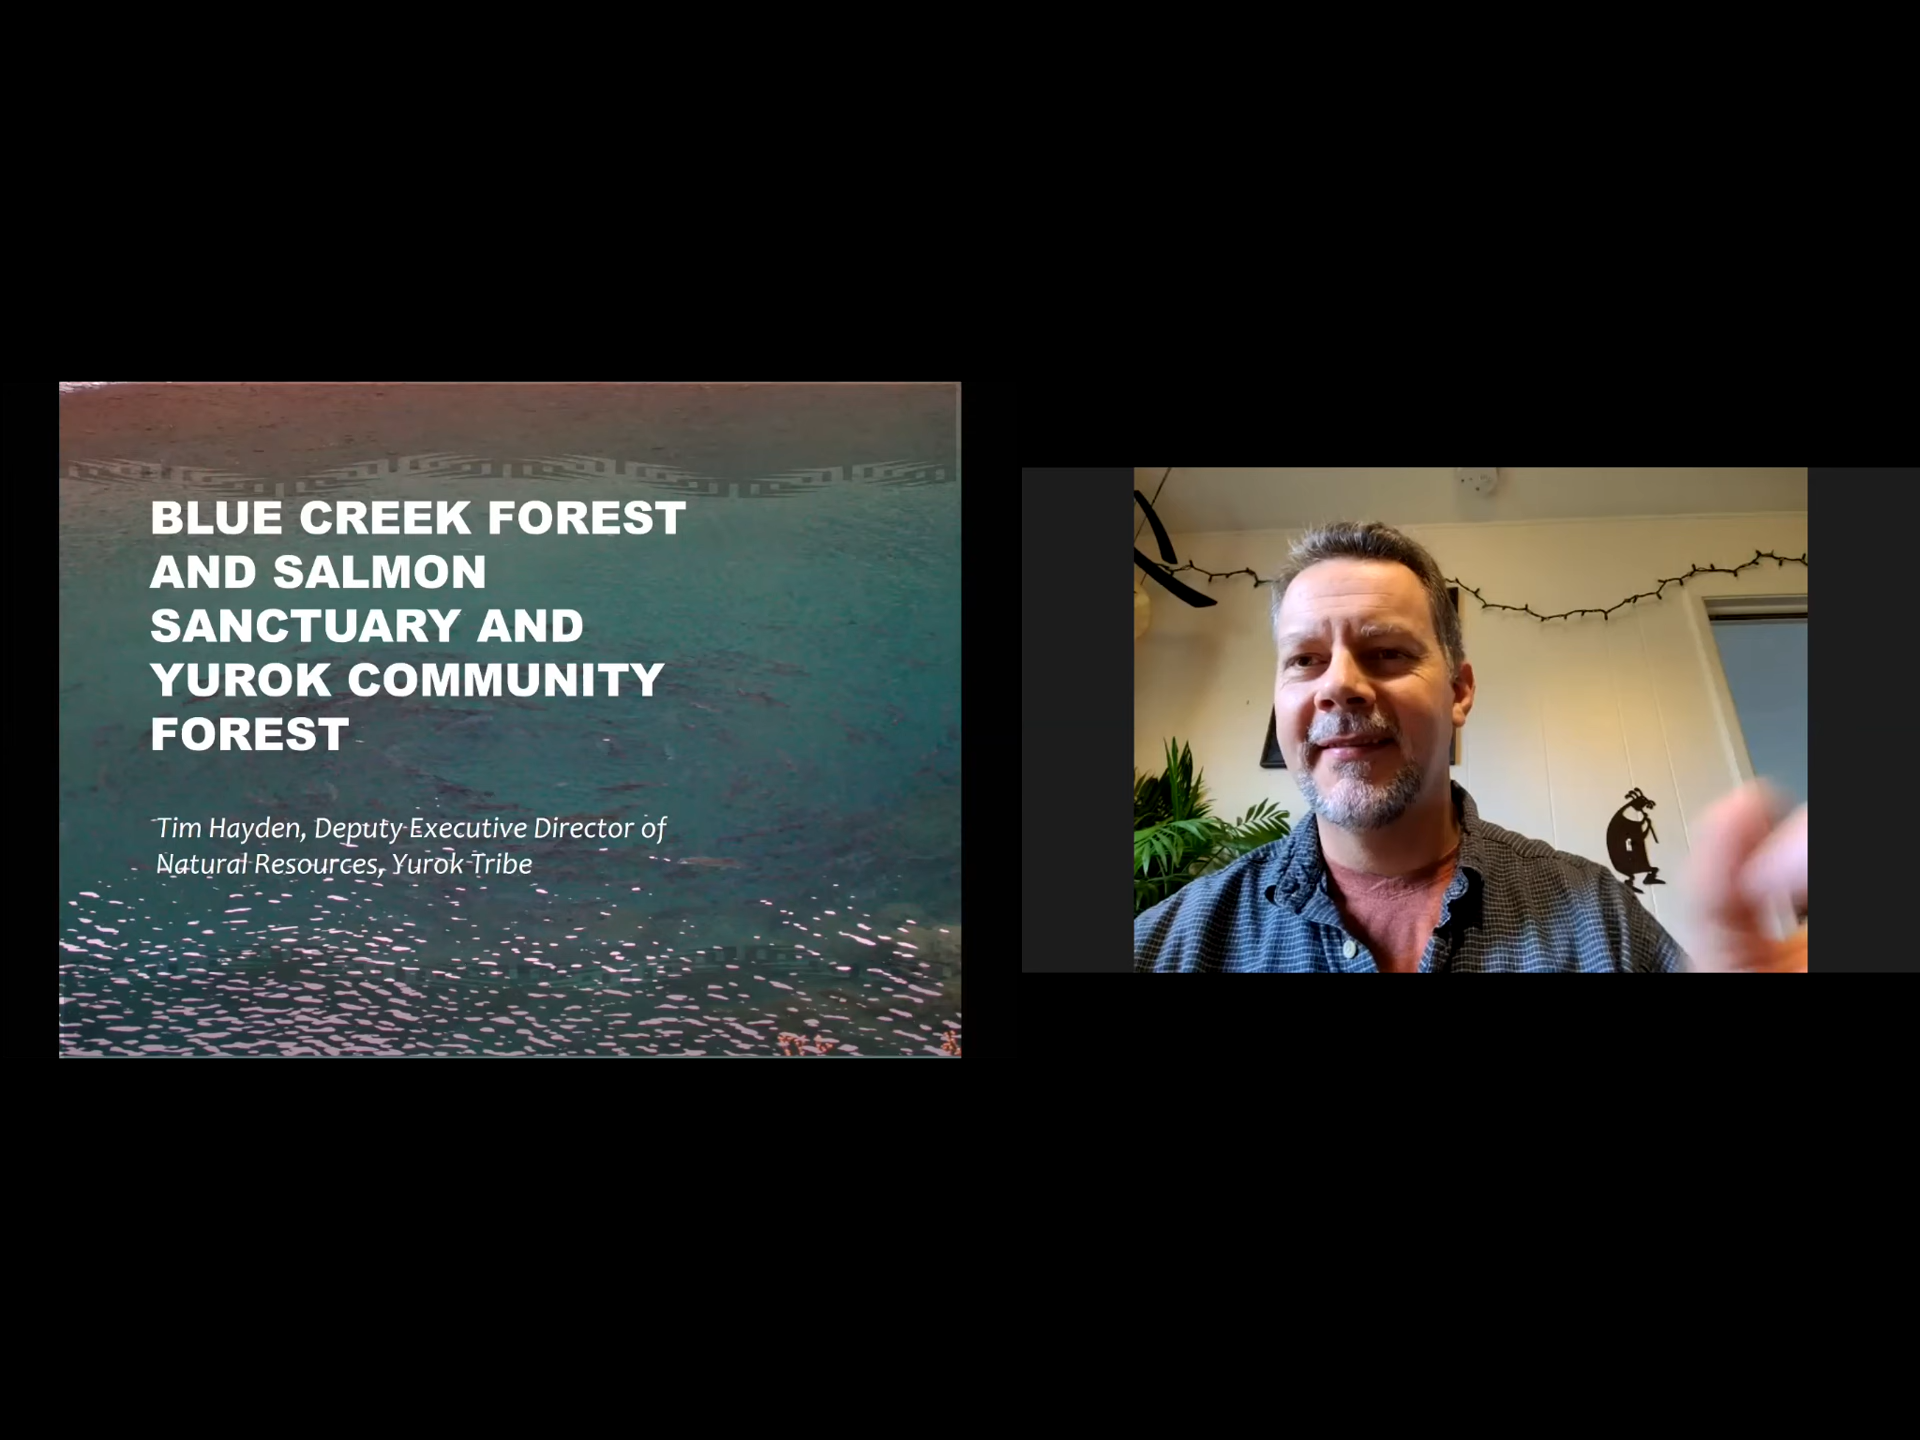 BLUE CREEK FOREST
AND SALMON
SANCTUARY AND
YUROK COMMUNITY
FOREST
Tim Hayden, Deputy Executive Director of
Natural Resources, Yurok Tribe